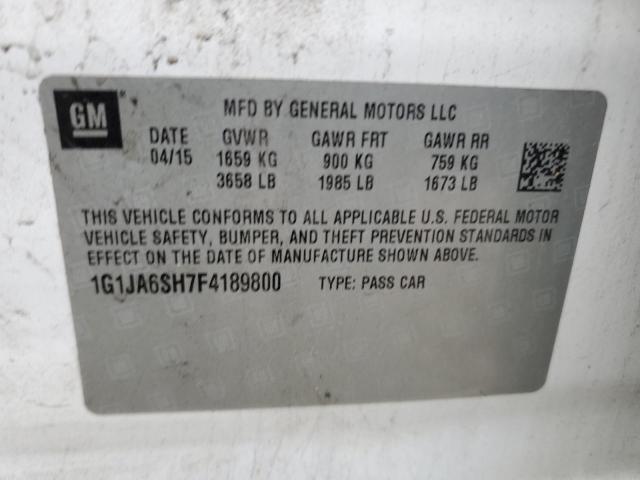 GM
MFD BY GENERAL MOTORS LLC
DATE GVWR GAWR FRT GAWR RR
04/15 1659 KG 900 KG 759 KG
3658 LB 1985 LB 1673 LB
THIS VEHICLE CONFORMS TO ALL APPLICABLE U.S. FEDERAL MOTOR
VEHICLE SAFETY, BUMPER, AND THEFT PREVENTION STANDARDS IN
EFFECT ON THE DATE OF MANUFACTURE SHOWN ABOVE.
1G1JA6SH7F4189800 TYPE: PASS CAR